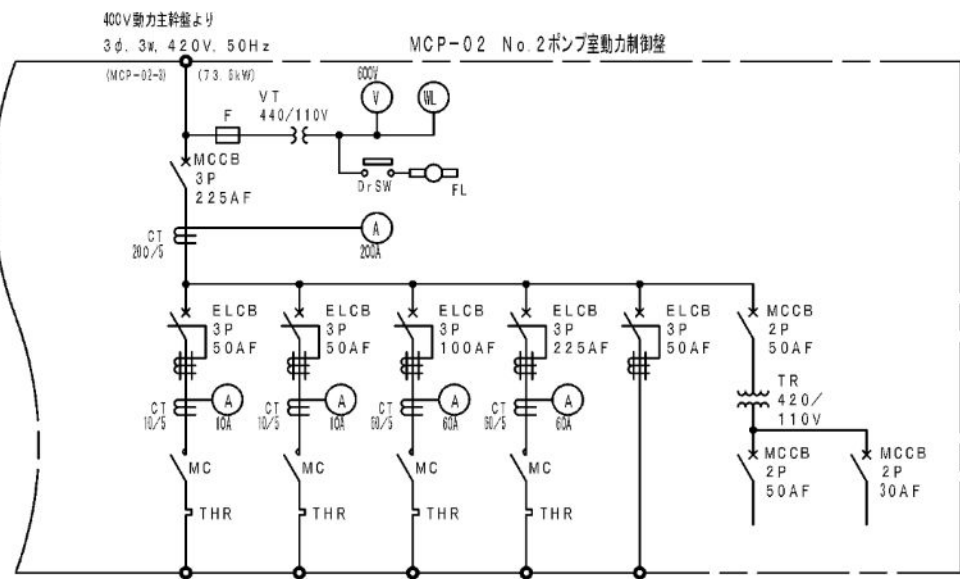 400V動力主幹盤より
3φ. 3w, 420V. 50Hz
MCP-02 No.2ポンプ室動力制御盤
(MCP-02-3)
(73.6kW)
600V
V
WL
VT
440/110V
F
DrSW
FL
MCCB
3P
225AF
CT
200/5
A
200A
ELCB
3P
50AF
ELCB
3P
50AF
ELCB
3P
100AF
ELCB
3P
225AF
ELCB
3P
50AF
MCCB
2P
50AF
CT
10/5
A
10A
CT
10/5
A
10A
CT
60/5
A
60A
CT
60/5
A
60A
TR
420/
110V
MC
MC
MC
MC
MCCB
2P
50AF
MCCB
2P
30AF
THR
THR
THR
THR